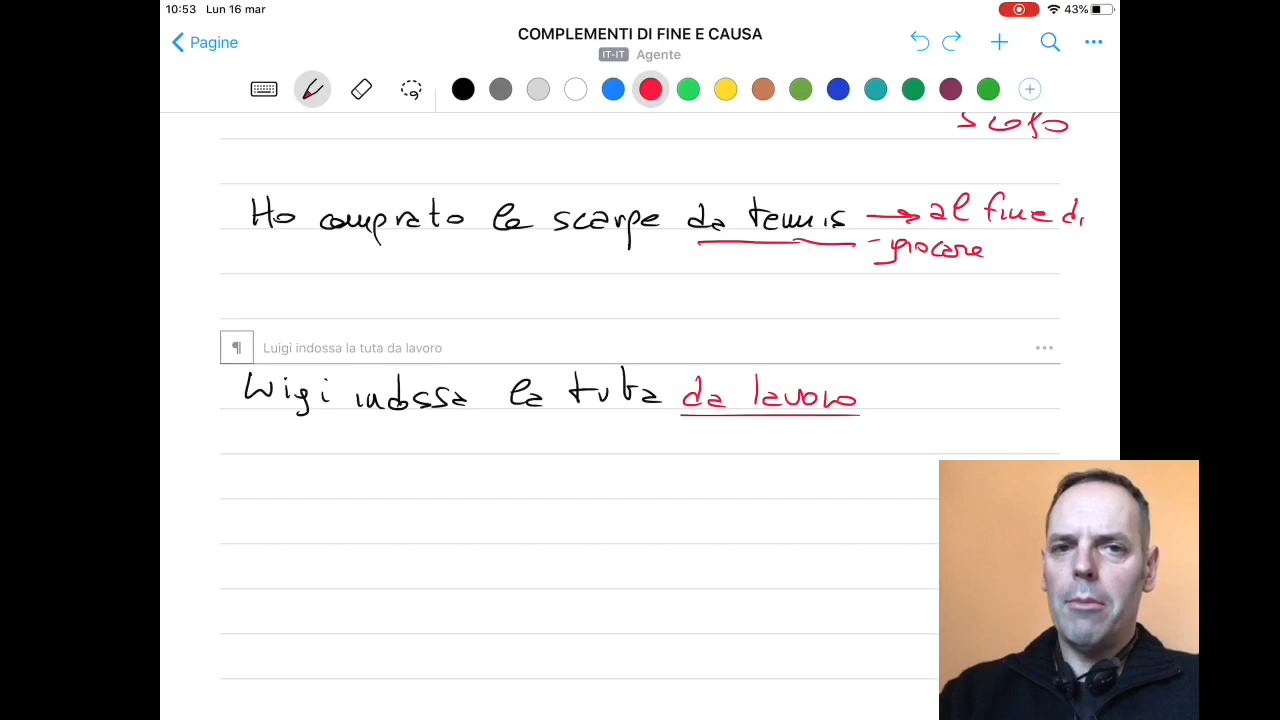 10:53 Lun 16 mar 43%
Pagine COMPLEMENTI DI FINE E CAUSA
IT-IT Agente
scopo
Ho comprato le scarpe da tennis → al fine di
giocare
¶ Luigi indossa la tuta da lavoro
Luigi indossa la tuta da lavoro